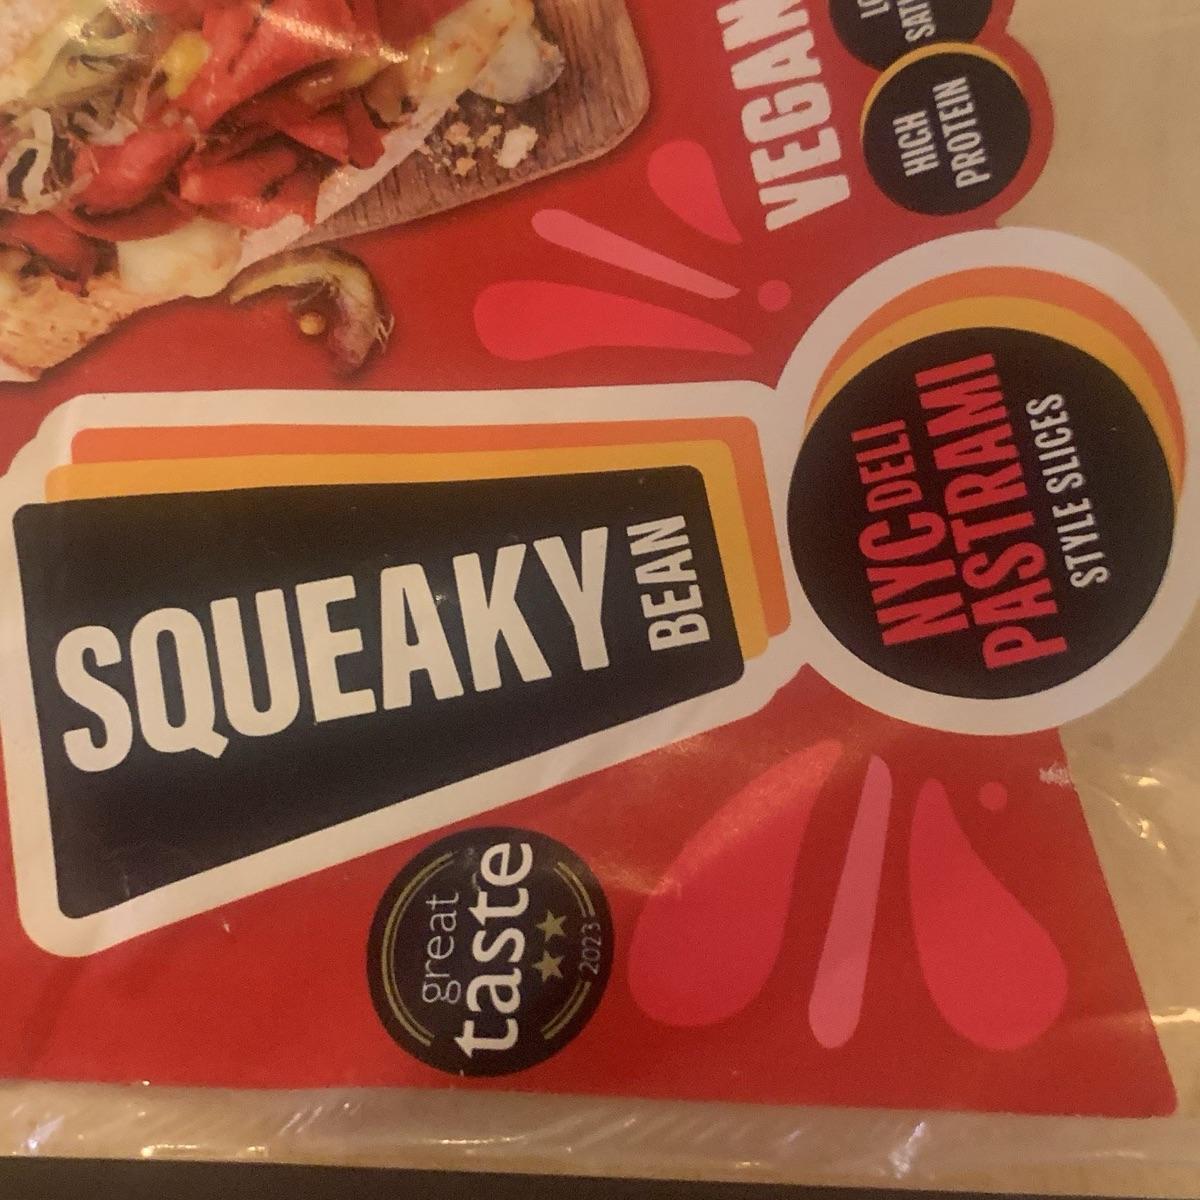 SQUEAKY
BEAN
NYC DELI
PASTRAMI
STYLE SLICES
VEGAN
HIGH
PROTEIN
great
taste
2023